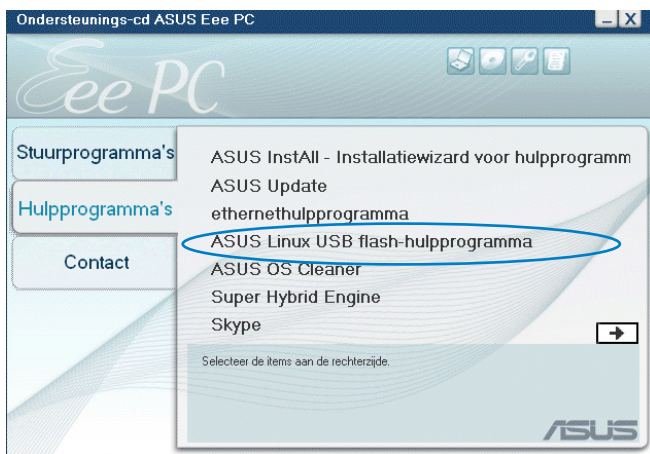 Ondersteunings-cd ASUS Eee PC
Eee PC
Stuurprogramma's
Hulpprogramma's
Contact
ASUS InstAll - Installatiewizard voor hulpprogramm
ASUS Update
ethernethulpprogramma
ASUS Linux USB flash-hulpprogramma
ASUS OS Cleaner
Super Hybrid Engine
Skype
Selecteer de items aan de rechterzijde.
ASUS